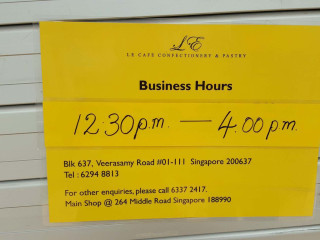 LE
LE CAFE CONFECTIONERY & PASTRY
Business Hours
12.30p.m. — 4.00 p.m.
Blk 637, Veerasamy Road #01-111 Singapore 200637
Tel : 6294 8813
For other enquiries, please call 6337 2417.
Main Shop @ 264 Middle Road Singapore 188990